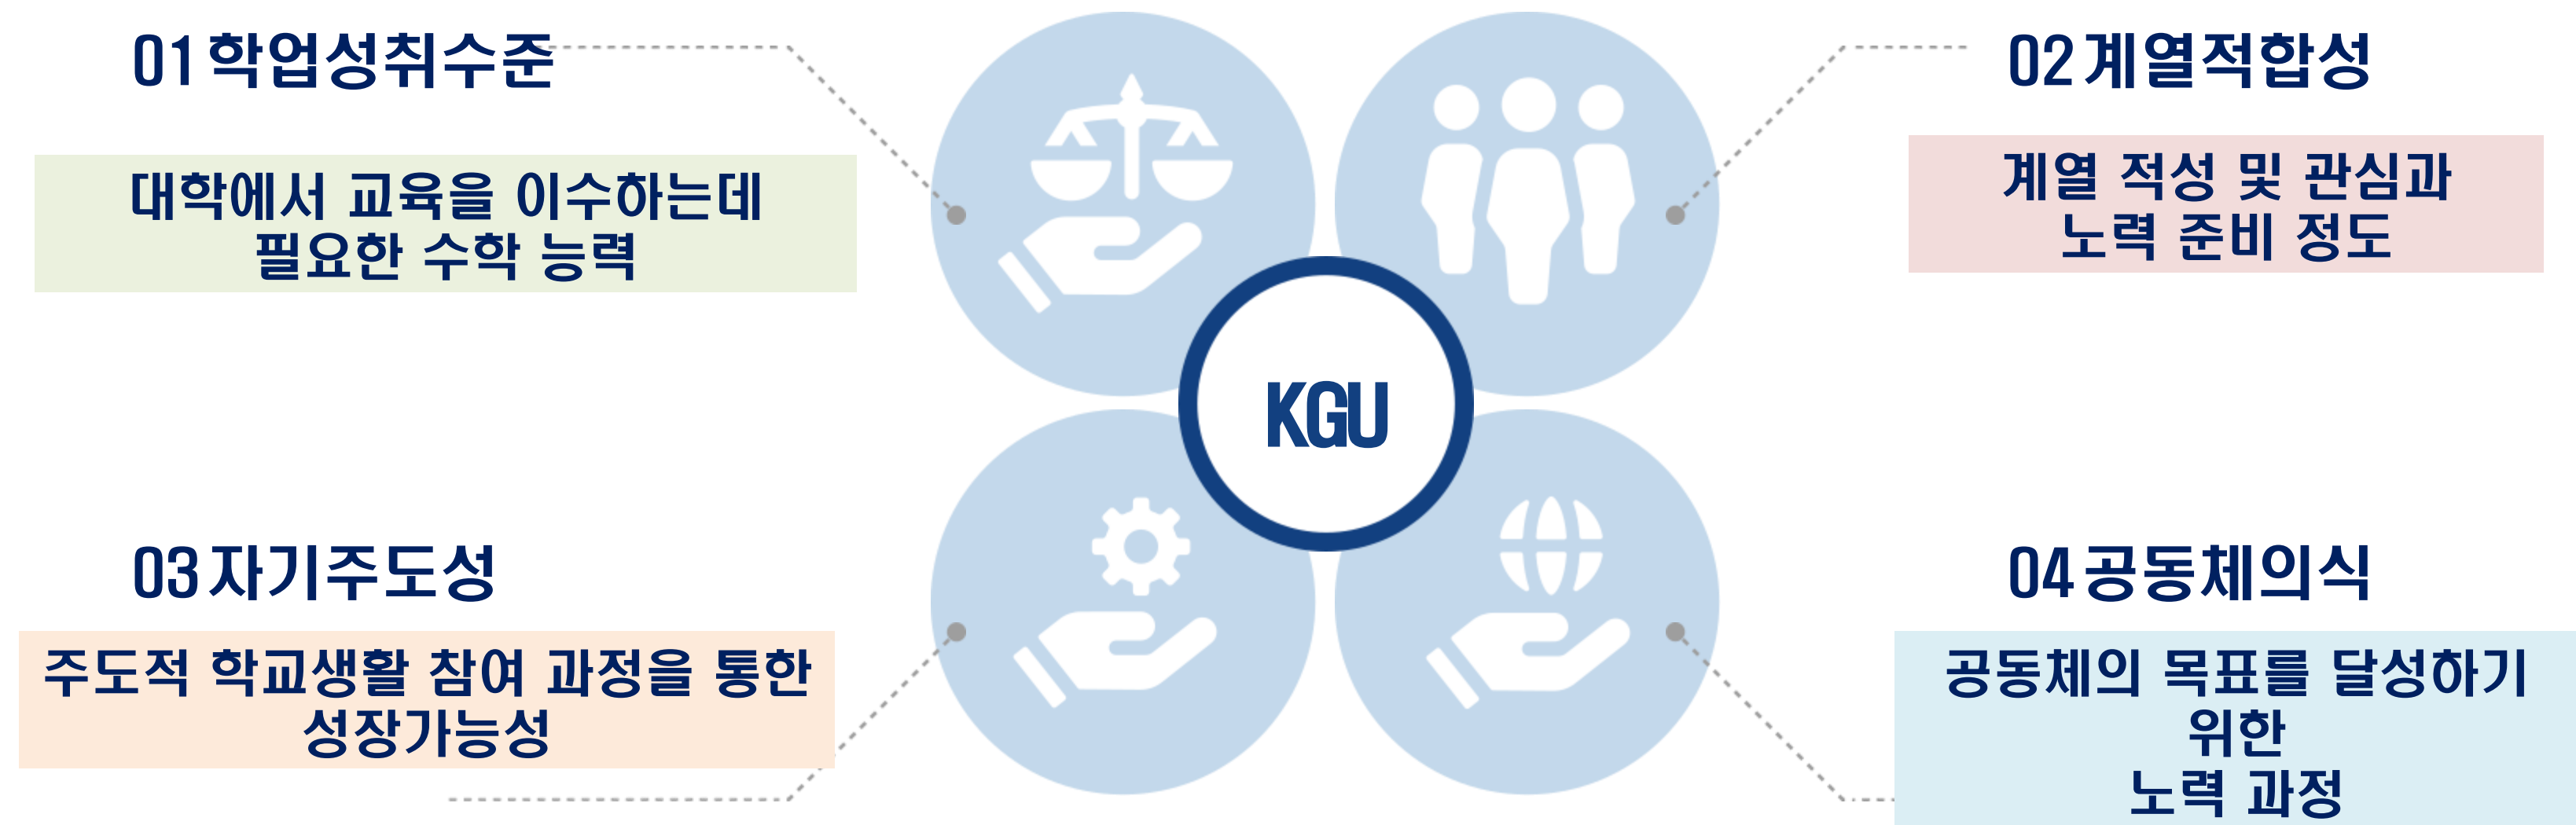 01 학업성취수준
대학에서 교육을 이수하는데
필요한 수학 능력
02 계열적합성
계열 적성 및 관심과
노력 준비 정도
KGU
03 자기주도성
주도적 학교생활 참여 과정을 통한
성장가능성
04 공동체의식
공동체의 목표를 달성하기
위한
노력 과정